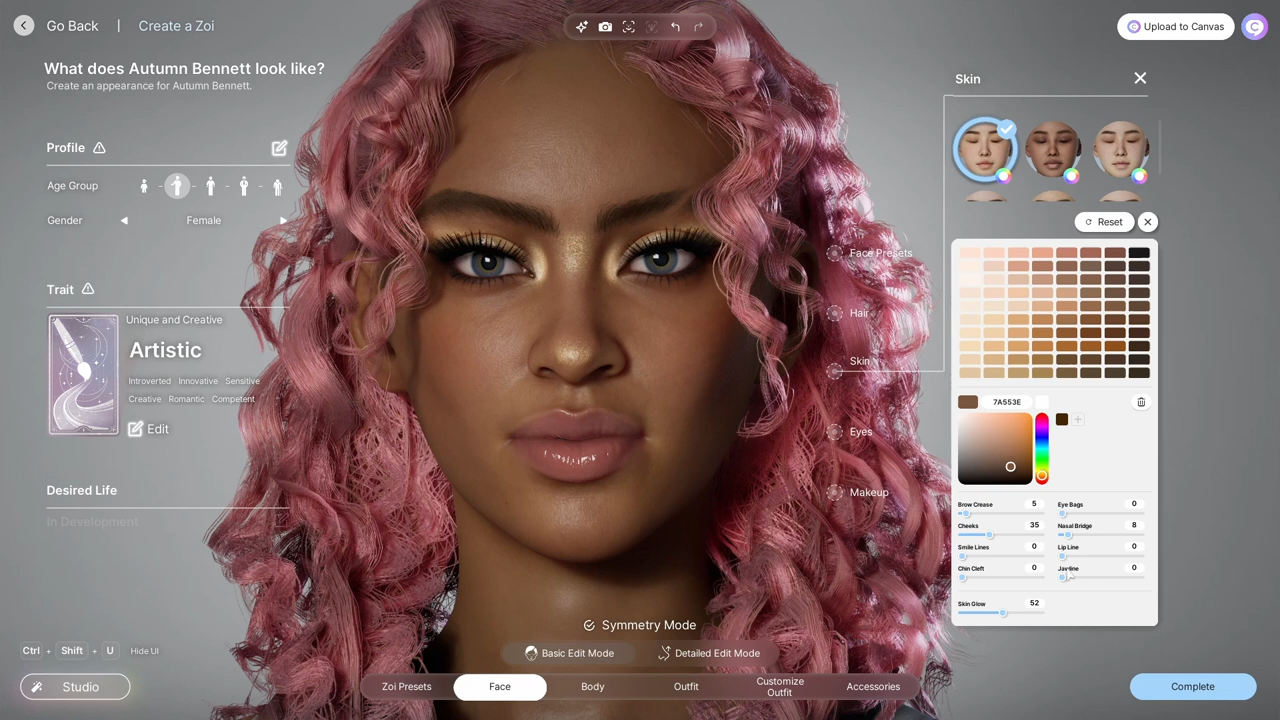 Go Back | Create a Zoi
Upload to Canvas
What does Autumn Bennett look like?
Create an appearance for Autumn Bennett.
Profile
Age Group
Gender Female
Trait
Unique and Creative
Artistic
Introverted Innovative Sensitive
Creative Romantic Competent
Edit
Desired Life
In Development
Ctrl + Shift + U Hide UI
Studio
Face Presets
Hair
Skin
Eyes
Makeup
Skin
Reset
7A553E
Brow Crease 5 Eye Bags 0
Cheeks 35 Nasal Bridge 8
Smile Lines 0 Lip Line 0
Chin Cleft 0 Jawline 0
Skin Glow 52
Symmetry Mode
Basic Edit Mode Detailed Edit Mode
Zoi Presets Face Body Outfit Customize Outfit Accessories
Complete